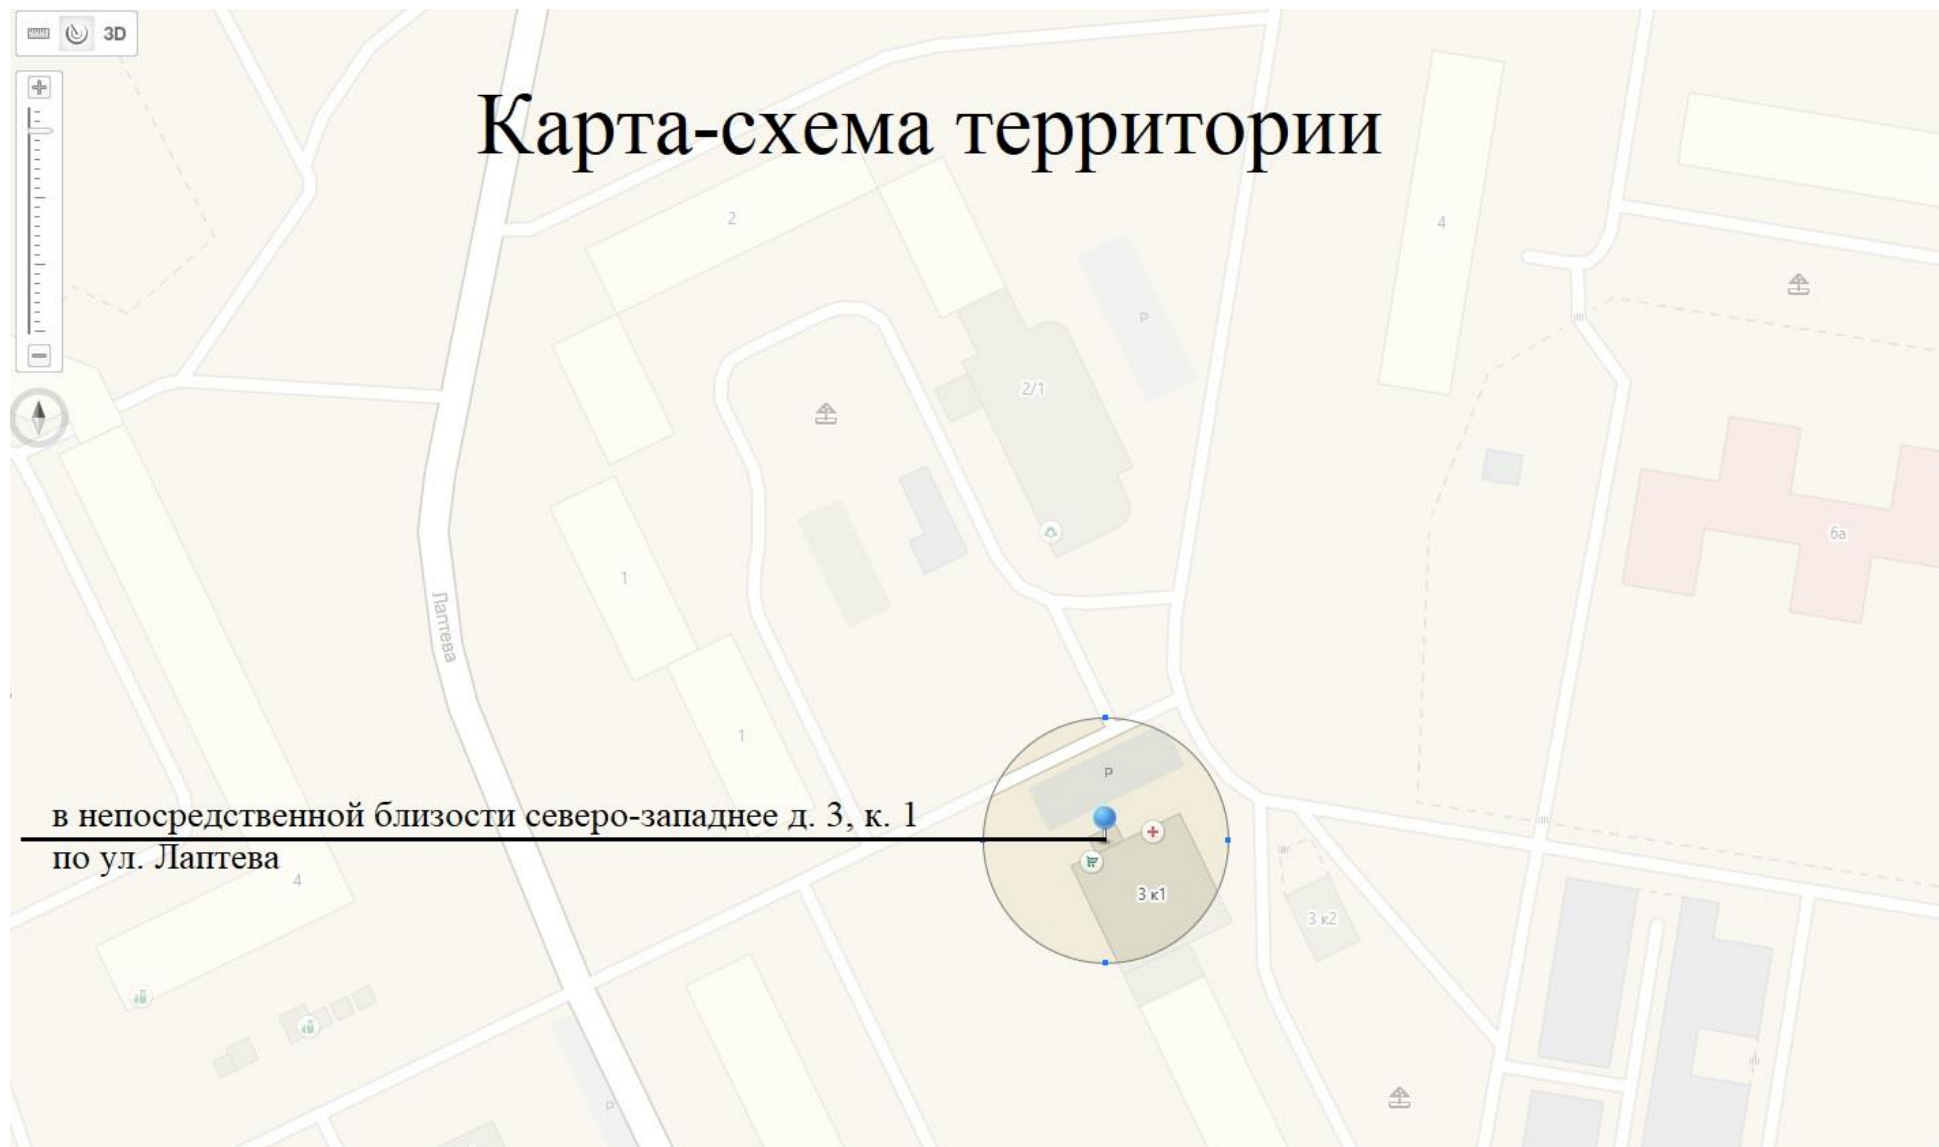 3D
Карта-схема территории
2
4
P
2/1
6а
1
Лаптева
1
P
в непосредственной близости северо-западнее д. 3, к. 1
по ул. Лаптева
4
3 к1
3 к2
P